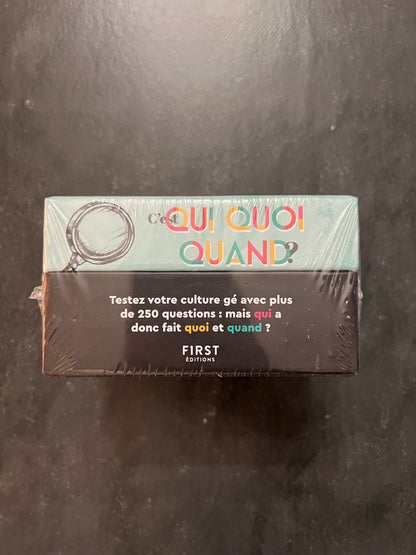 C'est QUI QUOI
QUAND?
Testez votre culture gé avec plus
de 250 questions : mais qui a
donc fait quoi et quand ?
FIRST
ÉDITIONS